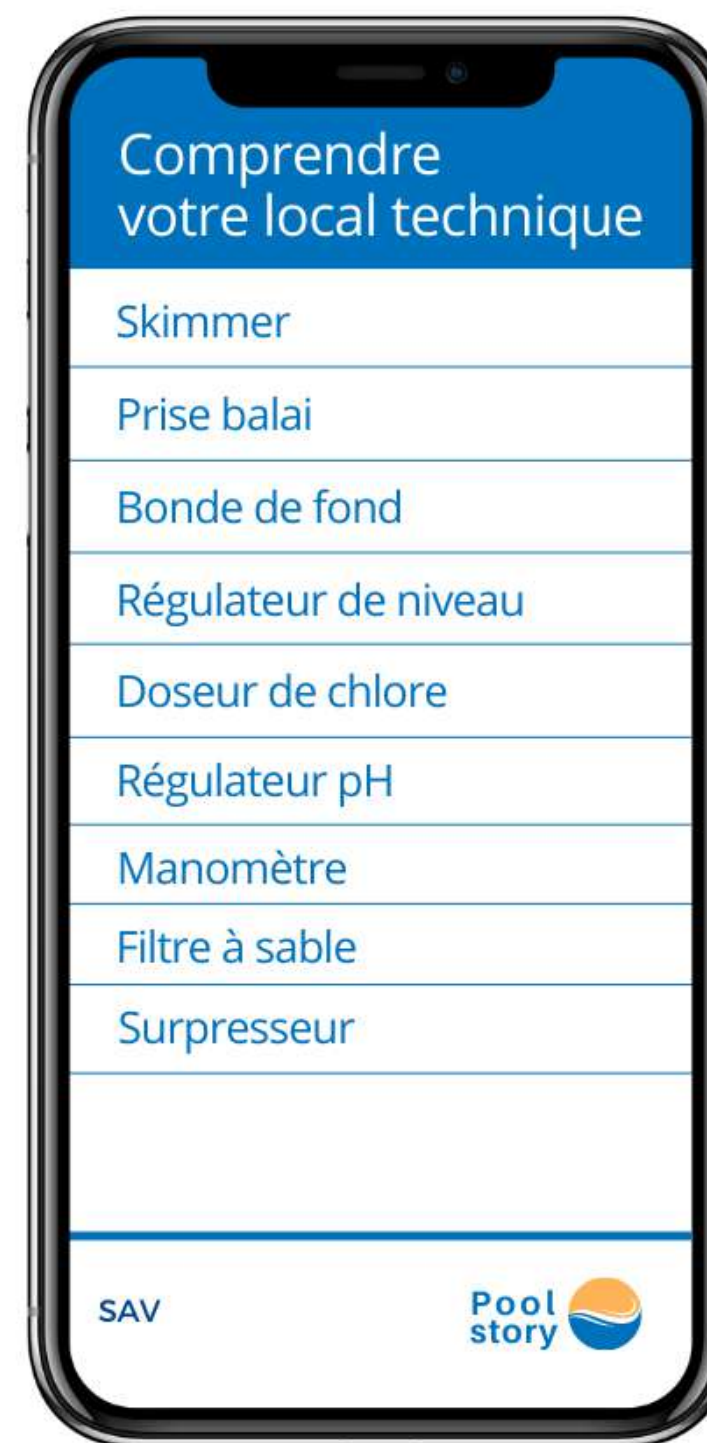 Comprendre
votre local technique
Skimmer
Prise balai
Bonde de fond
Régulateur de niveau
Doseur de chlore
Régulateur pH
Manomètre
Filtre à sable
Surpresseur
SAV
Pool
story